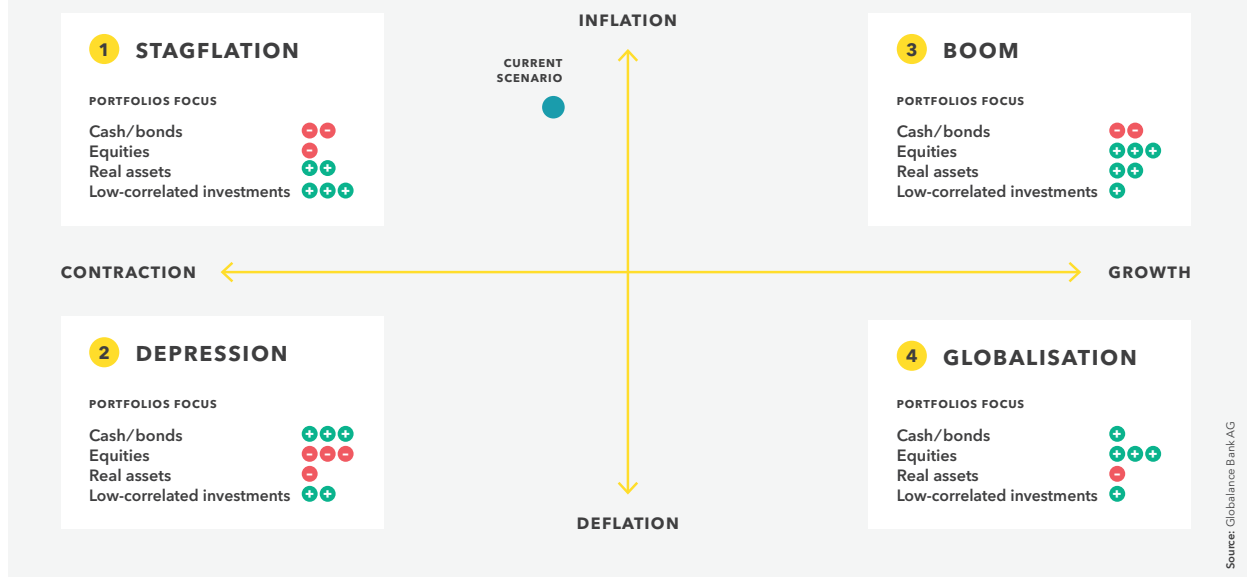 INFLATION
CURRENT
SCENARIO
1 STAGFLATION
PORTFOLIOS FOCUS
Cash/bonds - -
Equities -
Real assets + +
Low-correlated investments + + +
3 BOOM
PORTFOLIOS FOCUS
Cash/bonds - -
Equities + + +
Real assets + +
Low-correlated investments +
CONTRACTION
GROWTH
2 DEPRESSION
PORTFOLIOS FOCUS
Cash/bonds + + +
Equities - - -
Real assets -
Low-correlated investments + +
4 GLOBALISATION
PORTFOLIOS FOCUS
Cash/bonds +
Equities + + +
Real assets -
Low-correlated investments +
DEFLATION
Source: Globalance Bank AG